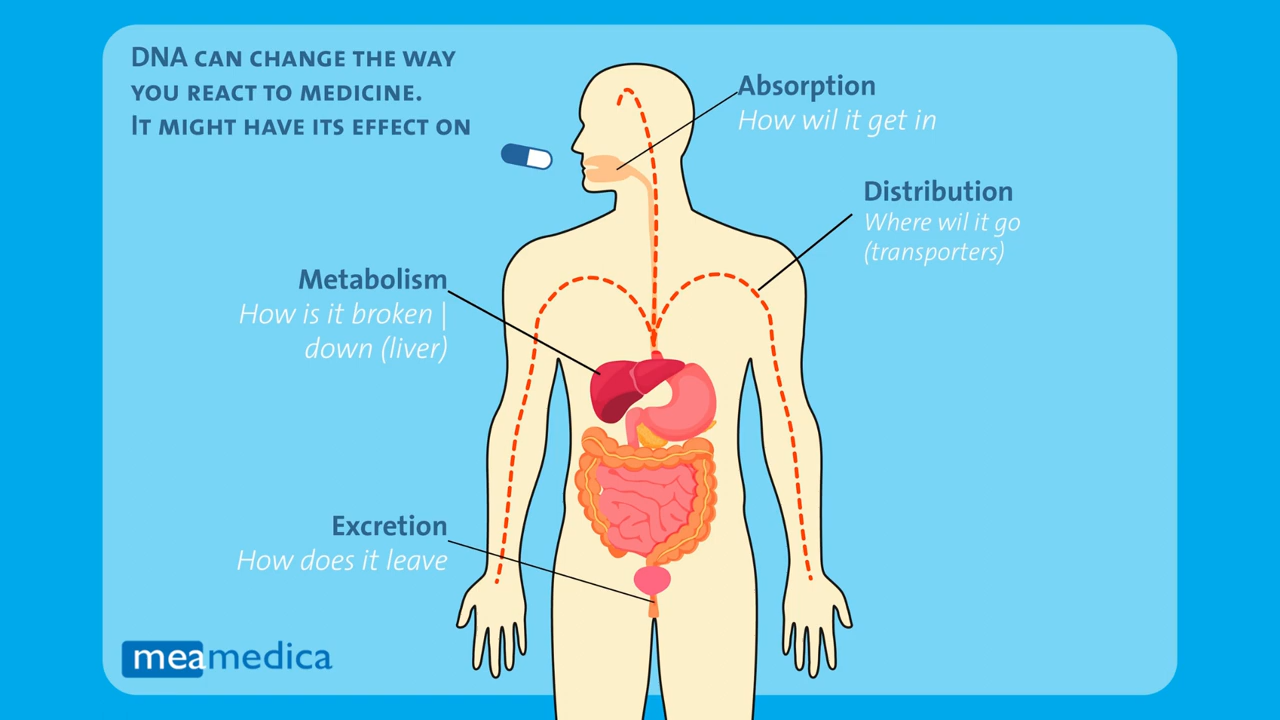 DNA CAN CHANGE THE WAY
YOU REACT TO MEDICINE.
IT MIGHT HAVE ITS EFFECT ON
Absorption
How wil it get in
Distribution
Where wil it go
(transporters)
Metabolism
How is it broken |
down (liver)
Excretion
How does it leave
meamedica